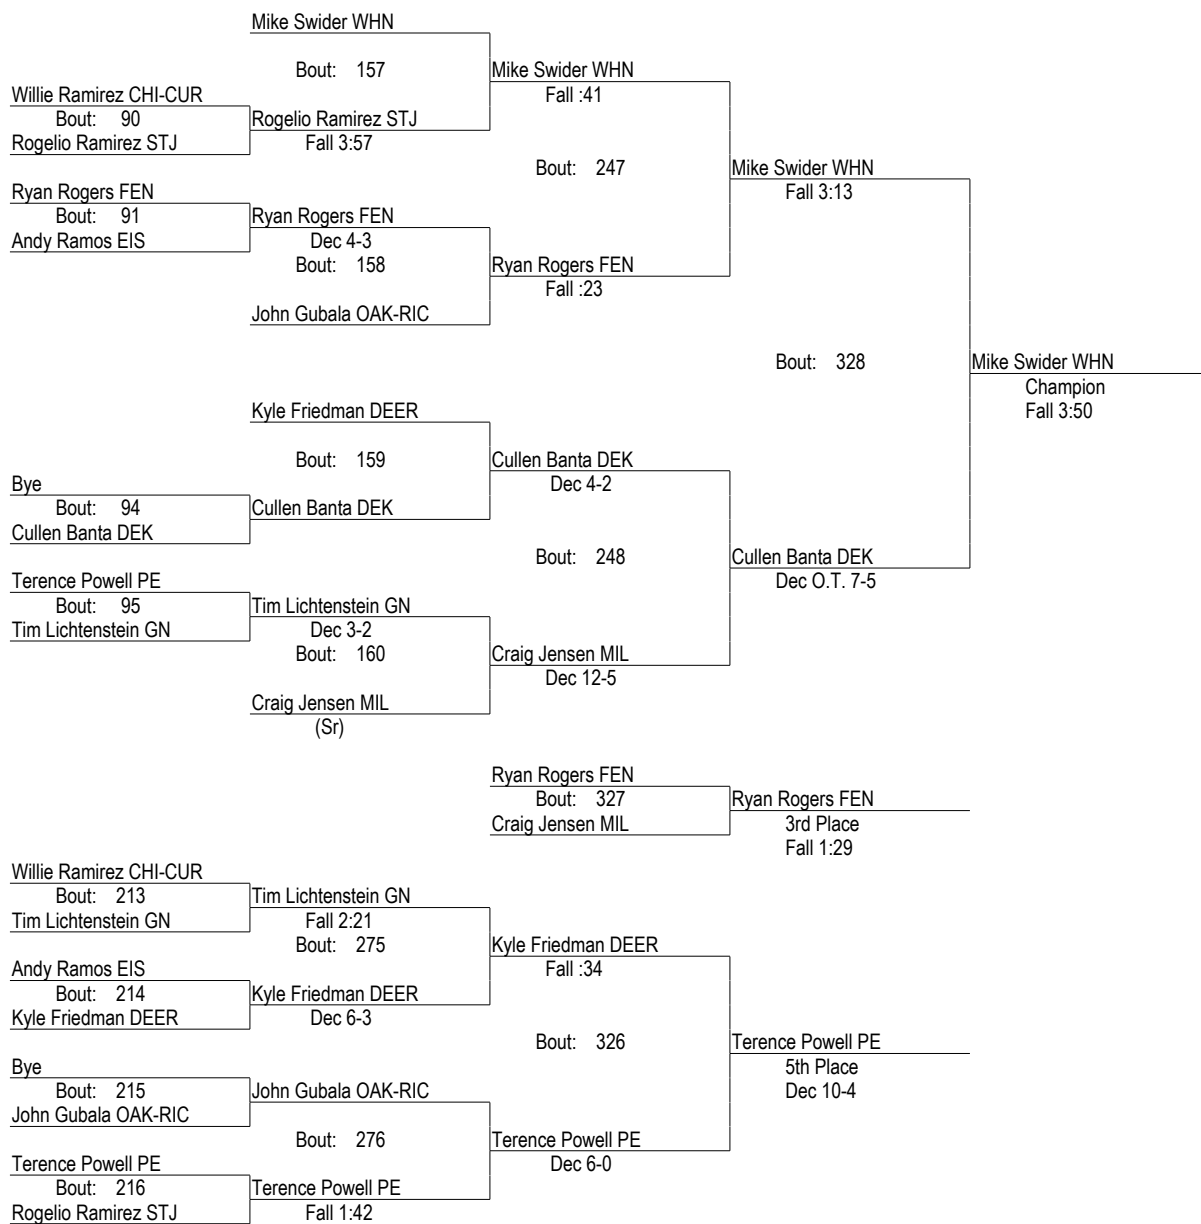 Mike Swider WHN
Bout: 157
Mike Swider WHN
Willie Ramirez CHI-CUR
Fall :41
Bout: 90
Rogelio Ramirez STJ
Rogelio Ramirez STJ
Fall 3:57
Bout: 247
Mike Swider WHN
Ryan Rogers FEN
Fall 3:13
Bout: 91
Ryan Rogers FEN
Andy Ramos EIS
Dec 4-3
Bout: 158
Ryan Rogers FEN
Fall :23
John Gubala OAK-RIC
Bout: 328
Mike Swider WHN
Champion
Kyle Friedman DEER
Fall 3:50
Bout: 159
Cullen Banta DEK
Bye
Dec 4-2
Bout: 94
Cullen Banta DEK
Cullen Banta DEK
Bout: 248
Cullen Banta DEK
Terence Powell PE
Dec O.T. 7-5
Bout: 95
Tim Lichtenstein GN
Tim Lichtenstein GN
Dec 3-2
Bout: 160
Craig Jensen MIL
Dec 12-5
Craig Jensen MIL
(Sr)
Ryan Rogers FEN
Bout: 327
Ryan Rogers FEN
Craig Jensen MIL
3rd Place
Fall 1:29
Willie Ramirez CHI-CUR
Bout: 213
Tim Lichtenstein GN
Tim Lichtenstein GN
Fall 2:21
Bout: 275
Kyle Friedman DEER
Andy Ramos EIS
Fall :34
Bout: 214
Kyle Friedman DEER
Kyle Friedman DEER
Dec 6-3
Bout: 326
Terence Powell PE
Bye
5th Place
Bout: 215
John Gubala OAK-RIC
Dec 10-4
John Gubala OAK-RIC
Bout: 276
Terence Powell PE
Terence Powell PE
Dec 6-0
Bout: 216
Terence Powell PE
Rogelio Ramirez STJ
Fall 1:42